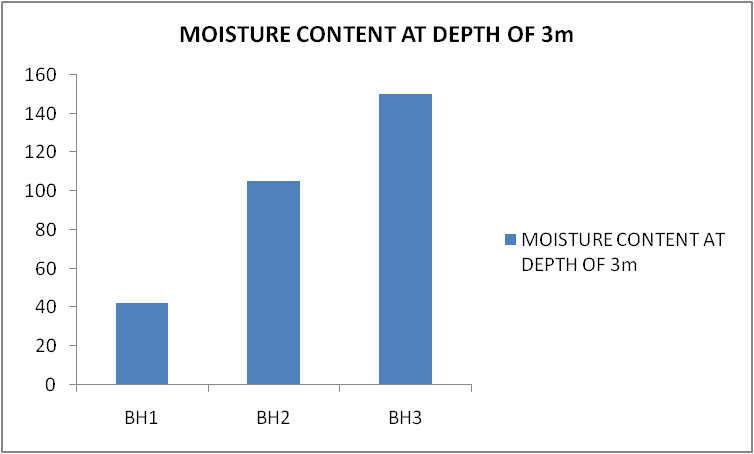 MOISTURE CONTENT AT DEPTH OF 3m
160
140
120
100
80
60
40
20
0
BH1 BH2 BH3
MOISTURE CONTENT AT
DEPTH OF 3m